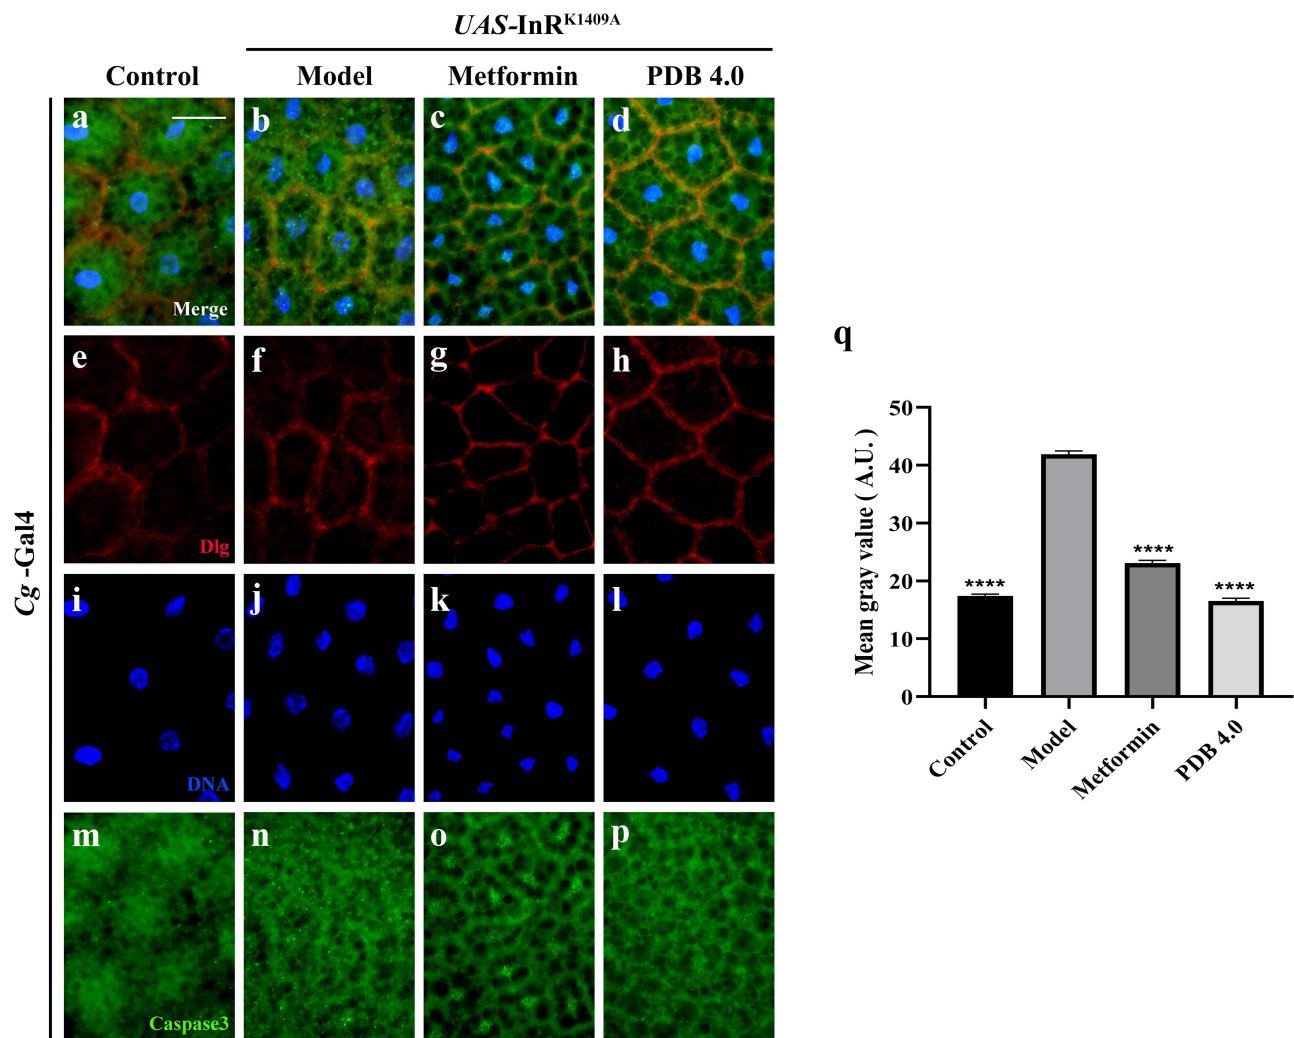 UAS-InRK1409A
Control Model Metformin PDB 4.0
Cg -Gal4
a b c d
Merge
e f g h
Dlg
i j k l
DNA
m n o p
Caspase3
q
Mean gray value ( A.U. )
50
40
30
20
10
0
**** **** ****
Control Model Metformin PDB 4.0